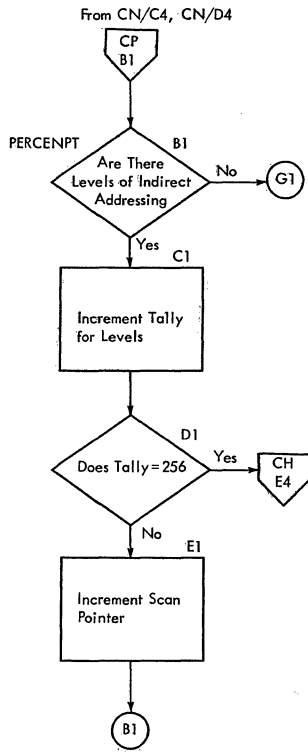 From CN/C4, CN/D4
CP
B1
PERCENPT
B1
Are There
Levels of Indirect
Addressing
No
G1
Yes
C1
Increment Tally
for Levels
D1
Does Tally=256
Yes
CH
E4
No
E1
Increment Scan
Pointer
B1